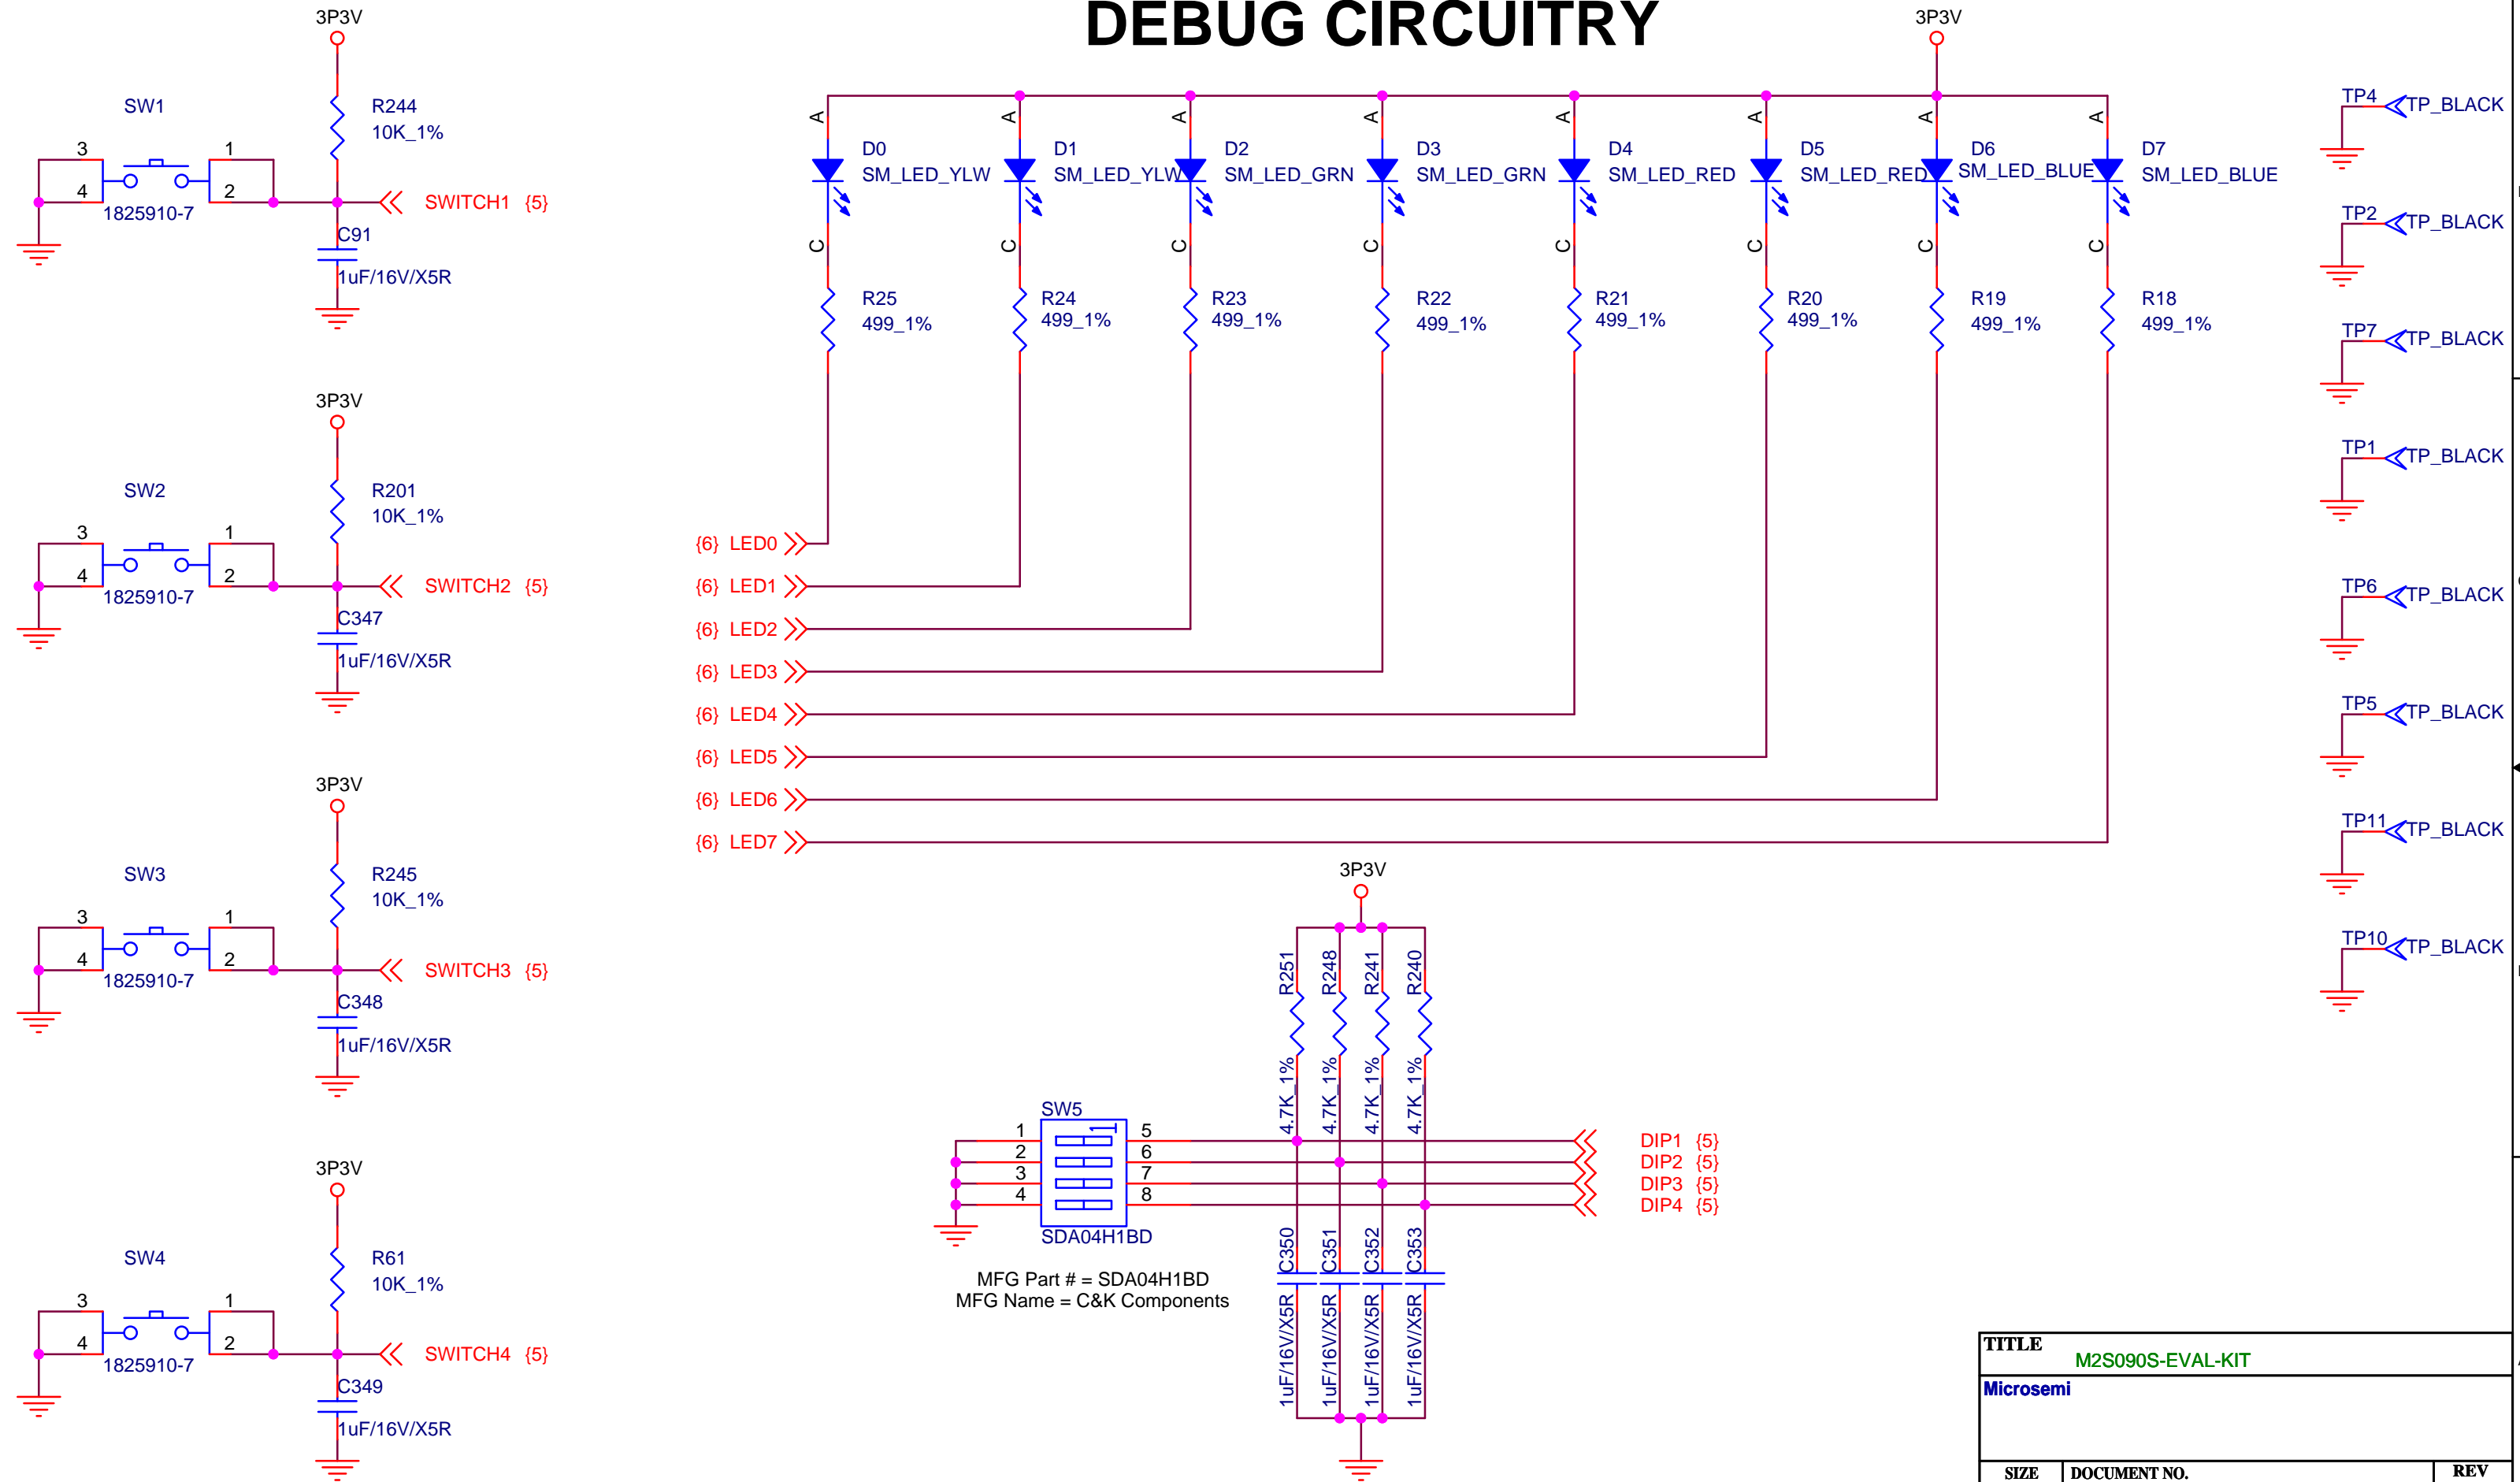 DEBUG CIRCUITRY
3P3V
SW1
R244
10K_1%
3
1
4
2
1825910-7
SWITCH1 {5}
C91
1uF/16V/X5R
3P3V
SW2
R201
10K_1%
3
1
4
2
1825910-7
SWITCH2 {5}
C347
1uF/16V/X5R
3P3V
SW3
R245
10K_1%
3
1
4
2
1825910-7
SWITCH3 {5}
C348
1uF/16V/X5R
3P3V
SW4
R61
10K_1%
3
1
4
2
1825910-7
SWITCH4 {5}
C349
1uF/16V/X5R
3P3V
A
A
A
A
A
A
A
A
D0
SM_LED_YLW
D1
SM_LED_YLW
D2
SM_LED_GRN
D3
SM_LED_GRN
D4
SM_LED_RED
D5
SM_LED_RED
D6
SM_LED_BLUE
D7
SM_LED_BLUE
C
C
C
C
C
C
C
C
R25
499_1%
R24
499_1%
R23
499_1%
R22
499_1%
R21
499_1%
R20
499_1%
R19
499_1%
R18
499_1%
{6} LED0
{6} LED1
{6} LED2
{6} LED3
{6} LED4
{6} LED5
{6} LED6
{6} LED7
3P3V
R251
R248
R241
R240
4.7K_1%
4.7K_1%
4.7K_1%
4.7K_1%
SW5
1
2
3
4
5
6
7
8
SDA04H1BD
DIP1 {5}
DIP2 {5}
DIP3 {5}
DIP4 {5}
MFG Part # = SDA04H1BD
MFG Name = C&K Components
C350
C351
C352
C353
1uF/16V/X5R
1uF/16V/X5R
1uF/16V/X5R
1uF/16V/X5R
TP4 TP_BLACK
TP2 TP_BLACK
TP7 TP_BLACK
TP1 TP_BLACK
TP6 TP_BLACK
TP5 TP_BLACK
TP11 TP_BLACK
TP10 TP_BLACK
TITLE
M2S090S-EVAL-KIT
Microsemi
SIZE
DOCUMENT NO.
REV